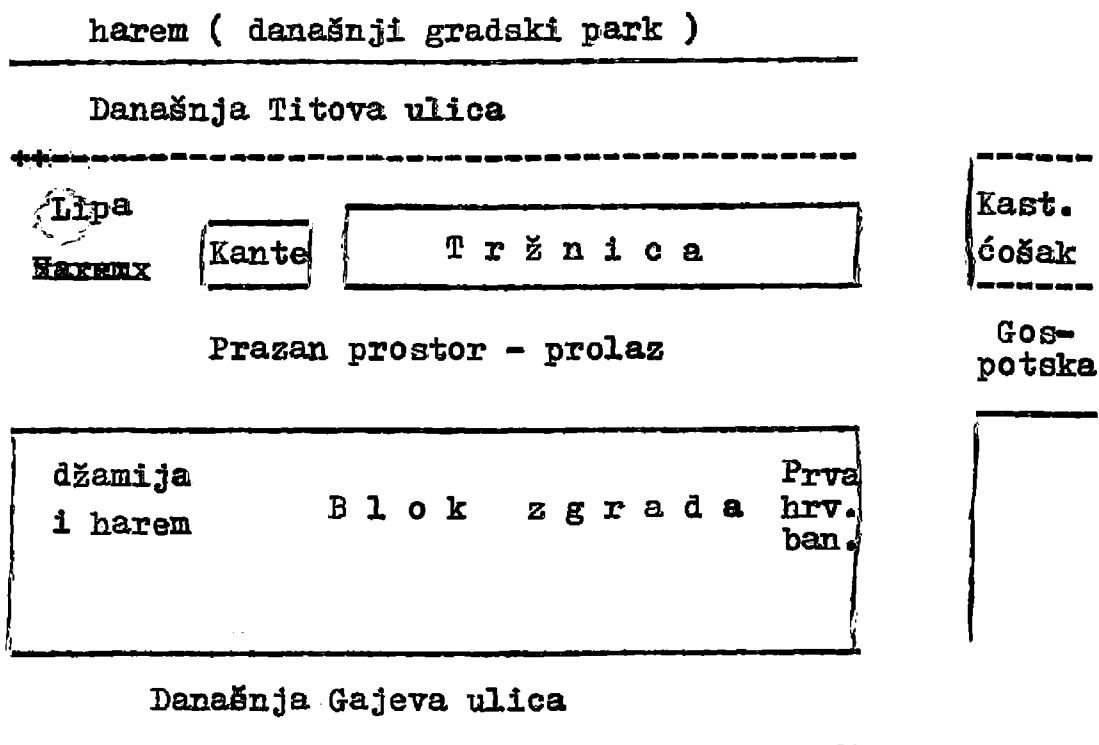 harem ( današnji gradski park )
Današnja Titova ulica
Lipa
Kante
T r ž n i c a
Kast.
ćošak
Prazan prostor - prolaz
Gos-
potska
džamija
i harem
B l o k   z g r a d a
Prva
hrv.
ban.
Današnja Gajeva ulica